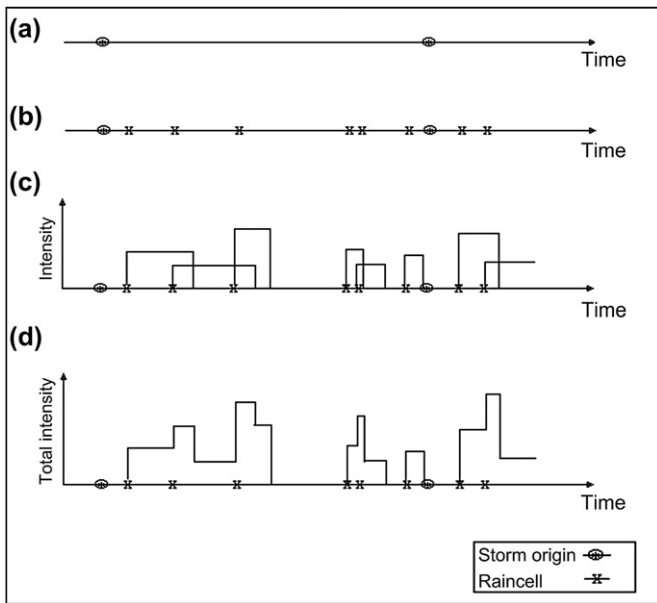 (a)
Time
(b)
Time
(c)
Intensity
Time
(d)
Total intensity
Time
Storm origin
Raincell